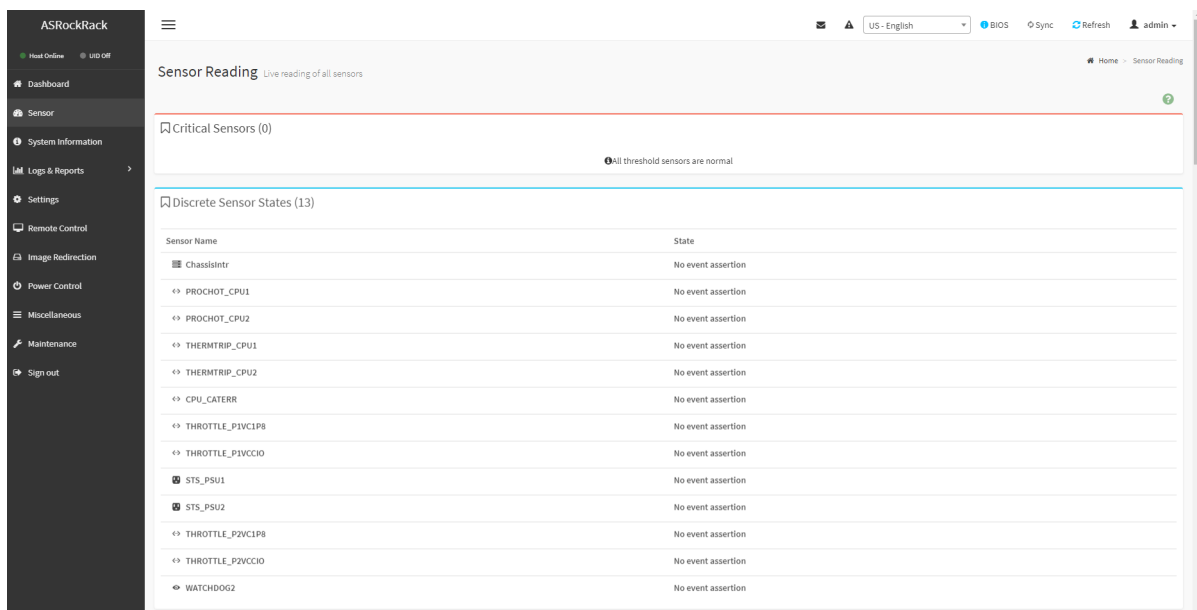 ASRockRack
US - English
BIOS
Sync
Refresh
admin
Host Online
UID Off
Dashboard
Sensor
System Information
Logs & Reports
Settings
Remote Control
Image Redirection
Power Control
Miscellaneous
Maintenance
Sign out
Sensor Reading Live reading of all sensors
Home > Sensor Reading
Critical Sensors (0)
All threshold sensors are normal
Discrete Sensor States (13)
Sensor Name State
ChassisIntr No event assertion
PROCHOT_CPU1 No event assertion
PROCHOT_CPU2 No event assertion
THERMTRIP_CPU1 No event assertion
THERMTRIP_CPU2 No event assertion
CPU_CATERR No event assertion
THROTTLE_P1VC1P8 No event assertion
THROTTLE_P1VCCIO No event assertion
STS_PSU1 No event assertion
STS_PSU2 No event assertion
THROTTLE_P2VC1P8 No event assertion
THROTTLE_P2VCCIO No event assertion
WATCHDOG2 No event assertion